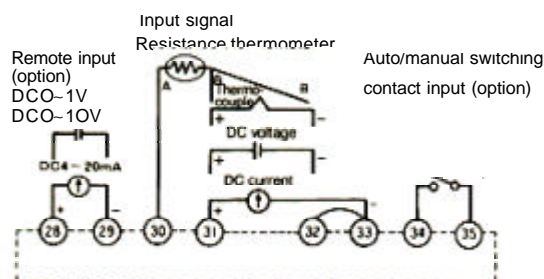 Input signal
Resistance thermometer
Remote input
(option)
DCO~1V
DCO~1OV
Auto/manual switching
contact input (option)
A
B
B
Thermo-
couple
+ -
DC voltage
+ -
DC4~20mA
DC current
+ -
+ -
28 29 30 31 32 33 34 35